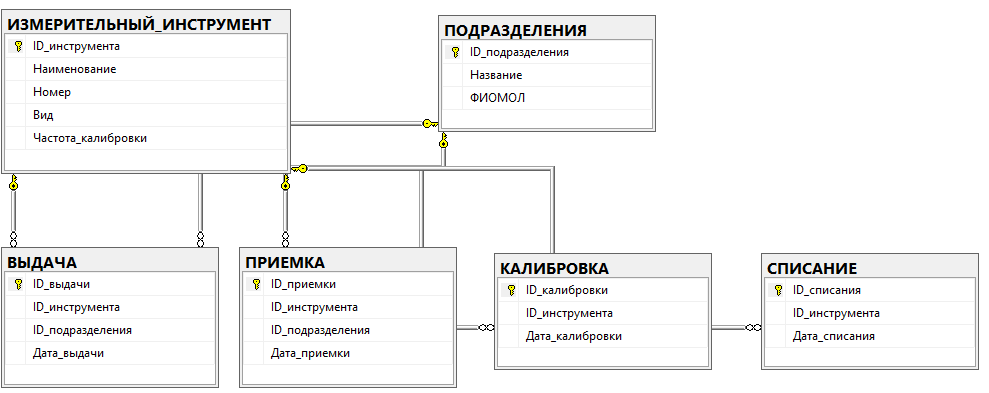 ИЗМЕРИТЕЛЬНЫЙ_ИНСТРУМЕНТ
ID_инструмента
Наименование
Номер
Вид
Частота_калибровки
ПОДРАЗДЕЛЕНИЯ
ID_подразделения
Название
ФИОМОЛ
ВЫДАЧА
ID_выдачи
ID_инструмента
ID_подразделения
Дата_выдачи
ПРИЕМКА
ID_приемки
ID_инструмента
ID_подразделения
Дата_приемки
КАЛИБРОВКА
ID_калибровки
ID_инструмента
Дата_калибровки
СПИСАНИЕ
ID_списания
ID_инструмента
Дата_списания